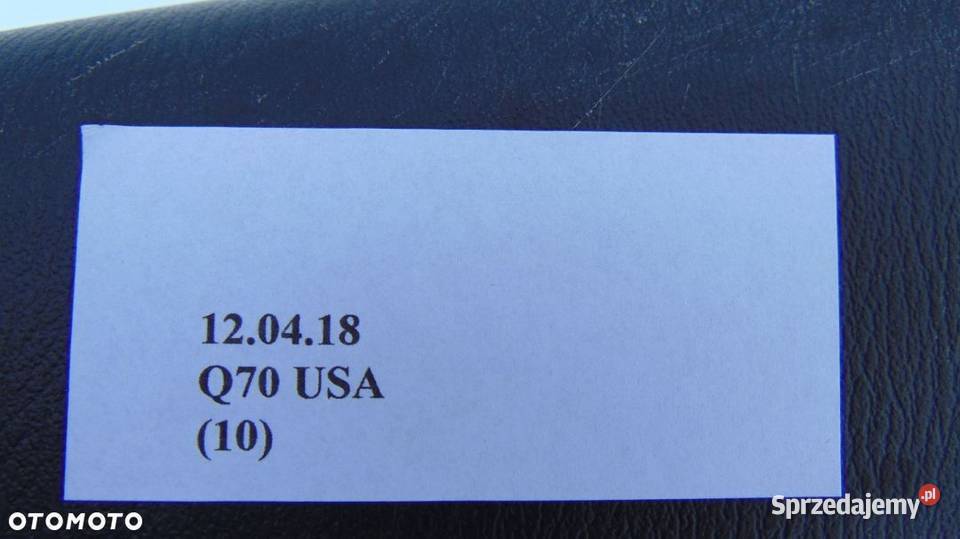 12.04.18
Q70 USA
(10)
OTOMOTO
Sprzedajemy.pl